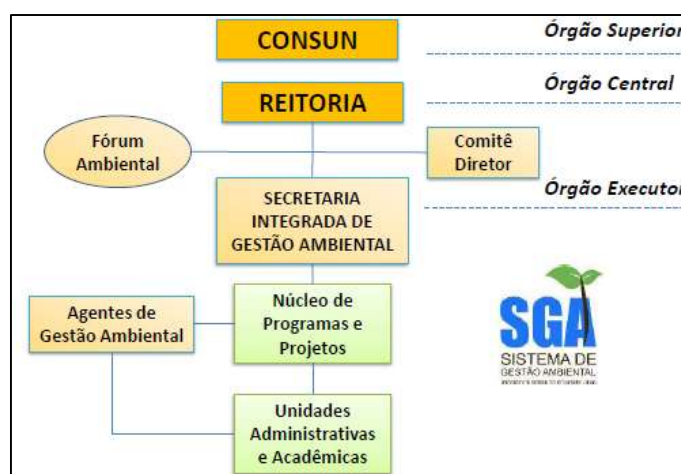 CONSUN
Órgão Superior
REITORIA
Órgão Central
Fórum
Ambiental
Comitê
Diretor
SECRETARIA
INTEGRADA DE
GESTÃO AMBIENTAL
Órgão Executor
Agentes de
Gestão Ambiental
Núcleo de
Programas e
Projetos
SGA
SISTEMA DE
GESTÃO AMBIENTAL
Unidades
Administrativas
e Acadêmicas